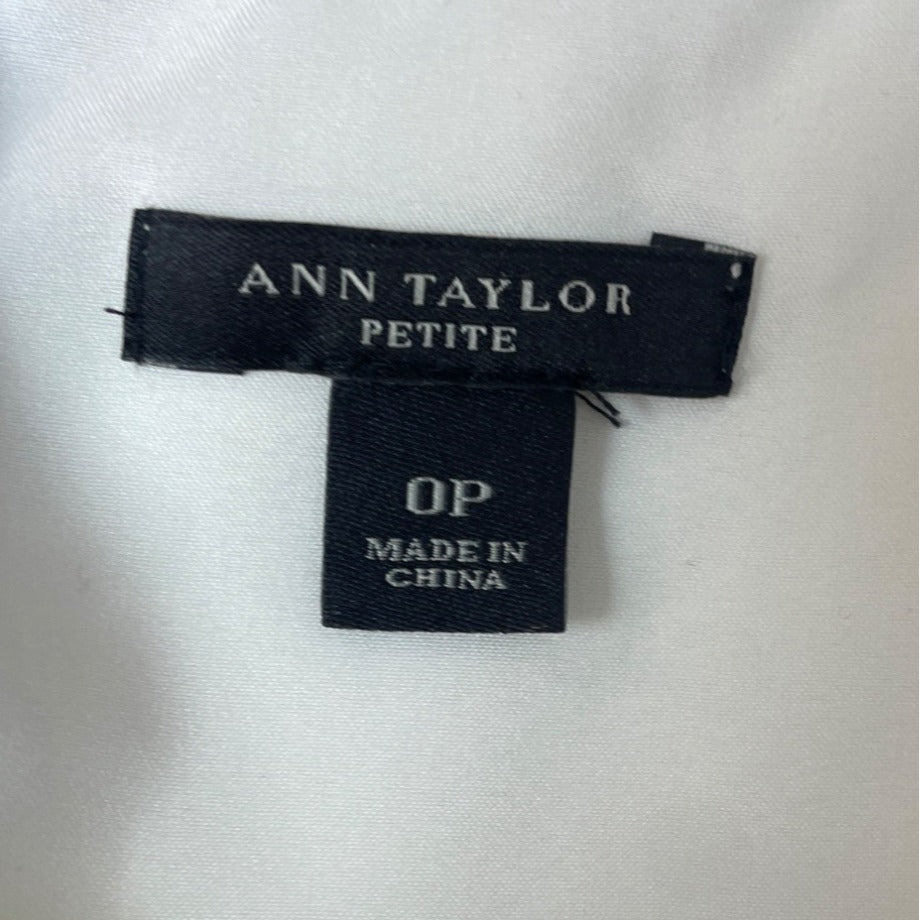 ANN TAYLOR
PETITE
0P
MADE IN
CHINA